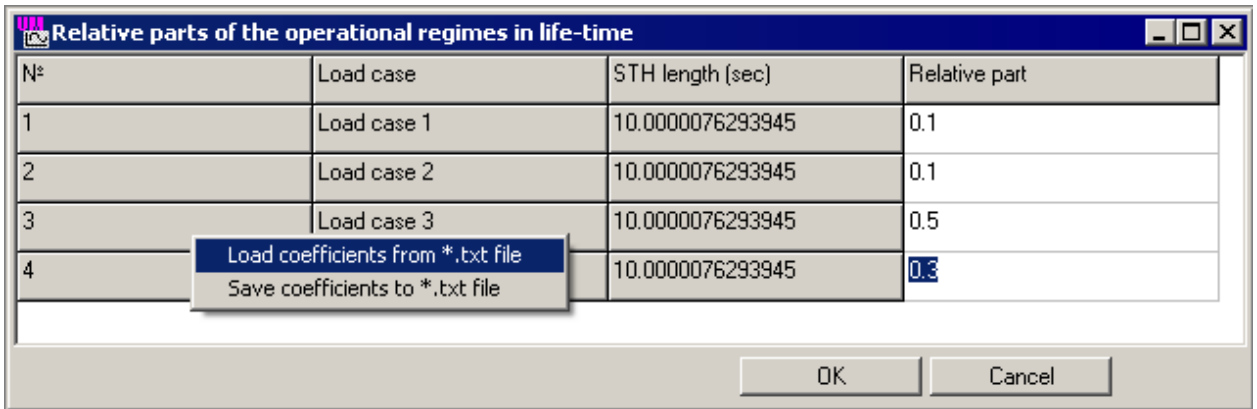 Relative parts of the operational regimes in life-time
Nº Load case STH length (sec) Relative part
1 Load case 1 10.0000076293945 0.1
2 Load case 2 10.0000076293945 0.1
3 Load case 3 10.0000076293945 0.5
Load coefficients from *.txt file
4 10.0000076293945 0.3
Save coefficients to *.txt file
OK Cancel